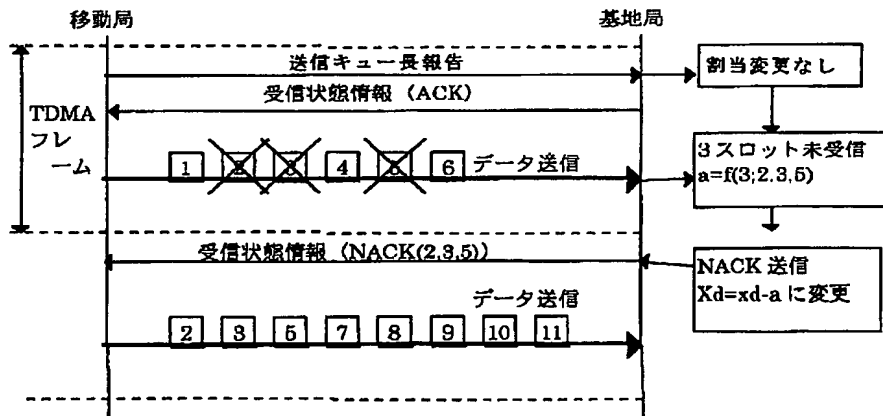 移動局
基地局
送信キュー長報告
割当変更なし
受信状態情報（ACK）
TDMA
フレ
ーム
3スロット未受信
a=f(3;2.3,5)
1 2 3 4 5 6 データ送信
受信状態情報（NACK(2,3,5)）
NACK 送信
Xd=xd-a に変更
データ送信
2 3 5 7 8 9 10 11